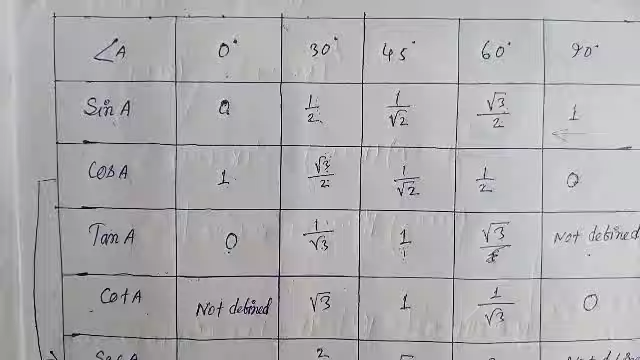 ∠A 0° 30° 45° 60° 90°
Sin A 0 1/2 1/√2 √3/2 1
Cos A 1 √3/2 1/√2 1/2 0
Tan A 0 1/√3 1 √3 Not defined
Cot A Not defined √3 1 1/√3 0
Sec A 2